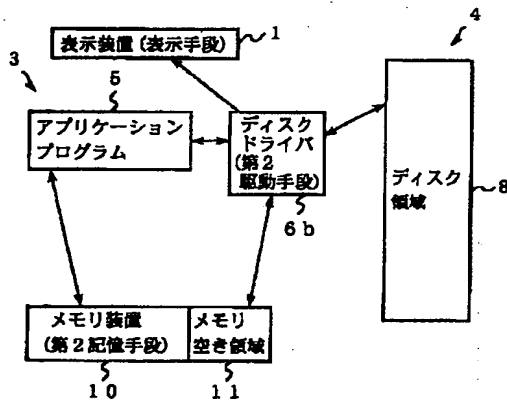 表示装置(表示手段)
1
4
3
5
アプリケーション
プログラム
ディスク
ドライバ
(第2
駆動手段)
6b
ディスク
領域
8
メモリ装置
(第2記憶手段)
メモリ
空き領域
10
11